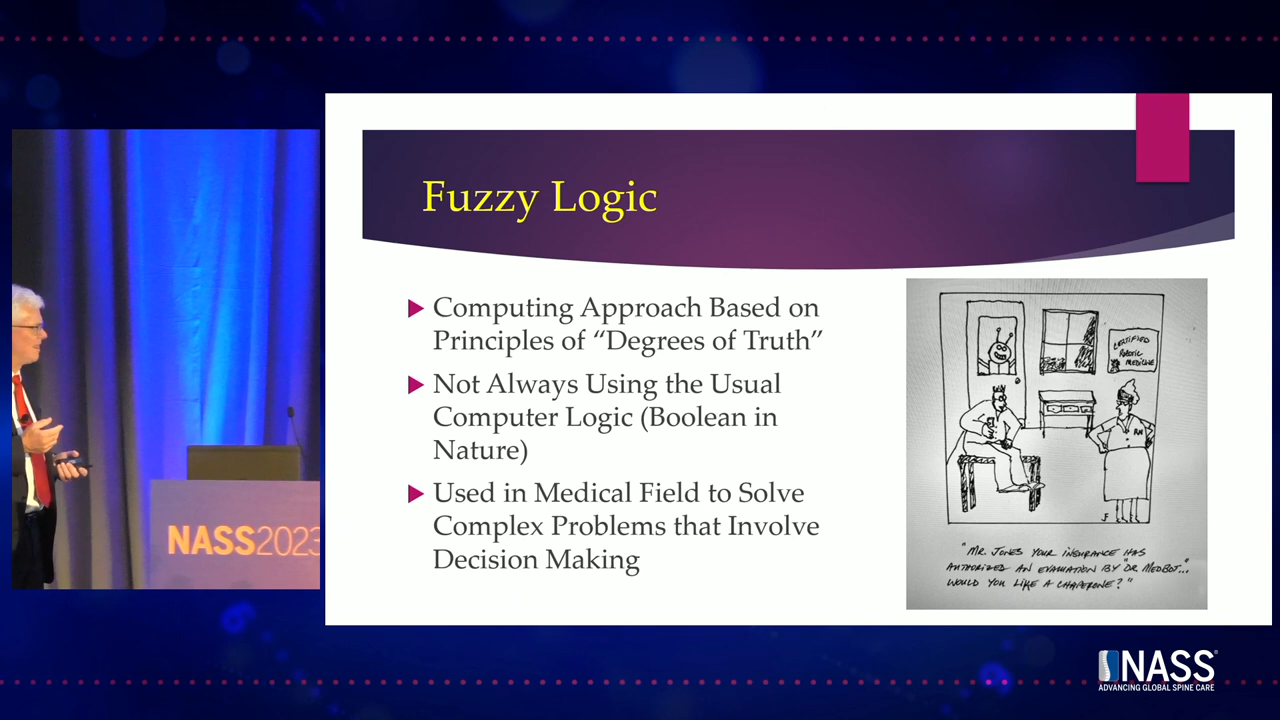 Fuzzy Logic
Computing Approach Based on
Principles of “Degrees of Truth”
Not Always Using the Usual
Computer Logic (Boolean in
Nature)
Used in Medical Field to Solve
Complex Problems that Involve
Decision Making
CERTIFIED
ROBOTIC
MEDICINE
RN
JF
"MR. JONES YOUR INSURANCE HAS
AUTHORIZED AN EVALUATION BY "DR MEDBOT..."
WOULD YOU LIKE A CHAPERONE?"
NASS2023
NASS
ADVANCING GLOBAL SPINE CARE